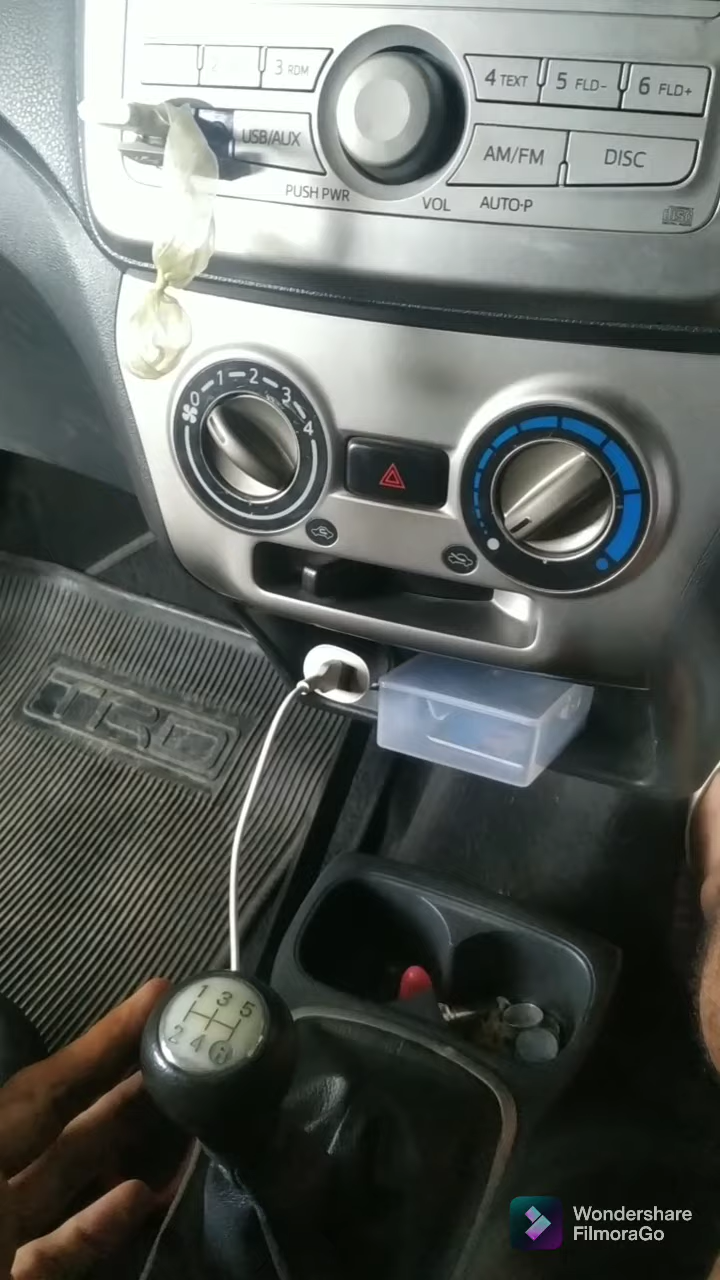 3 RDM
4 TEXT
5 FLD-
6 FLD+
USB/AUX
AM/FM
DISC
PUSH PWR
VOL
AUTO-P
0 1 2 3 4
TRD
1 3 5
2 4 R
Wondershare
FilmoraGo